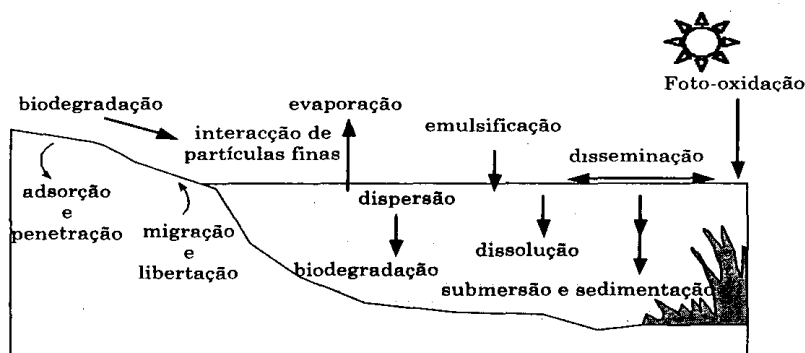 Foto-oxidação
biodegradação
evaporação
interacção de
partículas finas
emulsificação
disseminação
adsorção
e
penetração
migração
e
libertação
dispersão
biodegradação
dissolução
submersão e sedimentação